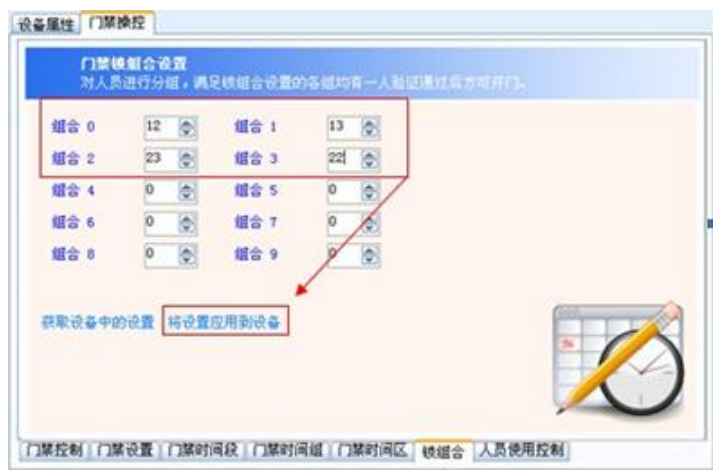 设备属性 门禁操控
门禁锁组合设置
对人员进行分组，满足锁组合设置的各组均有一人验证通过后方可开门。
组合 0 12 组合 1 13
组合 2 23 组合 3 22
组合 4 0 组合 5 0
组合 6 0 组合 7 0
组合 8 0 组合 9 0
获取设备中的设置 将设置应用到设备
门禁控制 门禁设置 门禁时间段 门禁时间组 门禁时间区 锁组合 人员使用控制